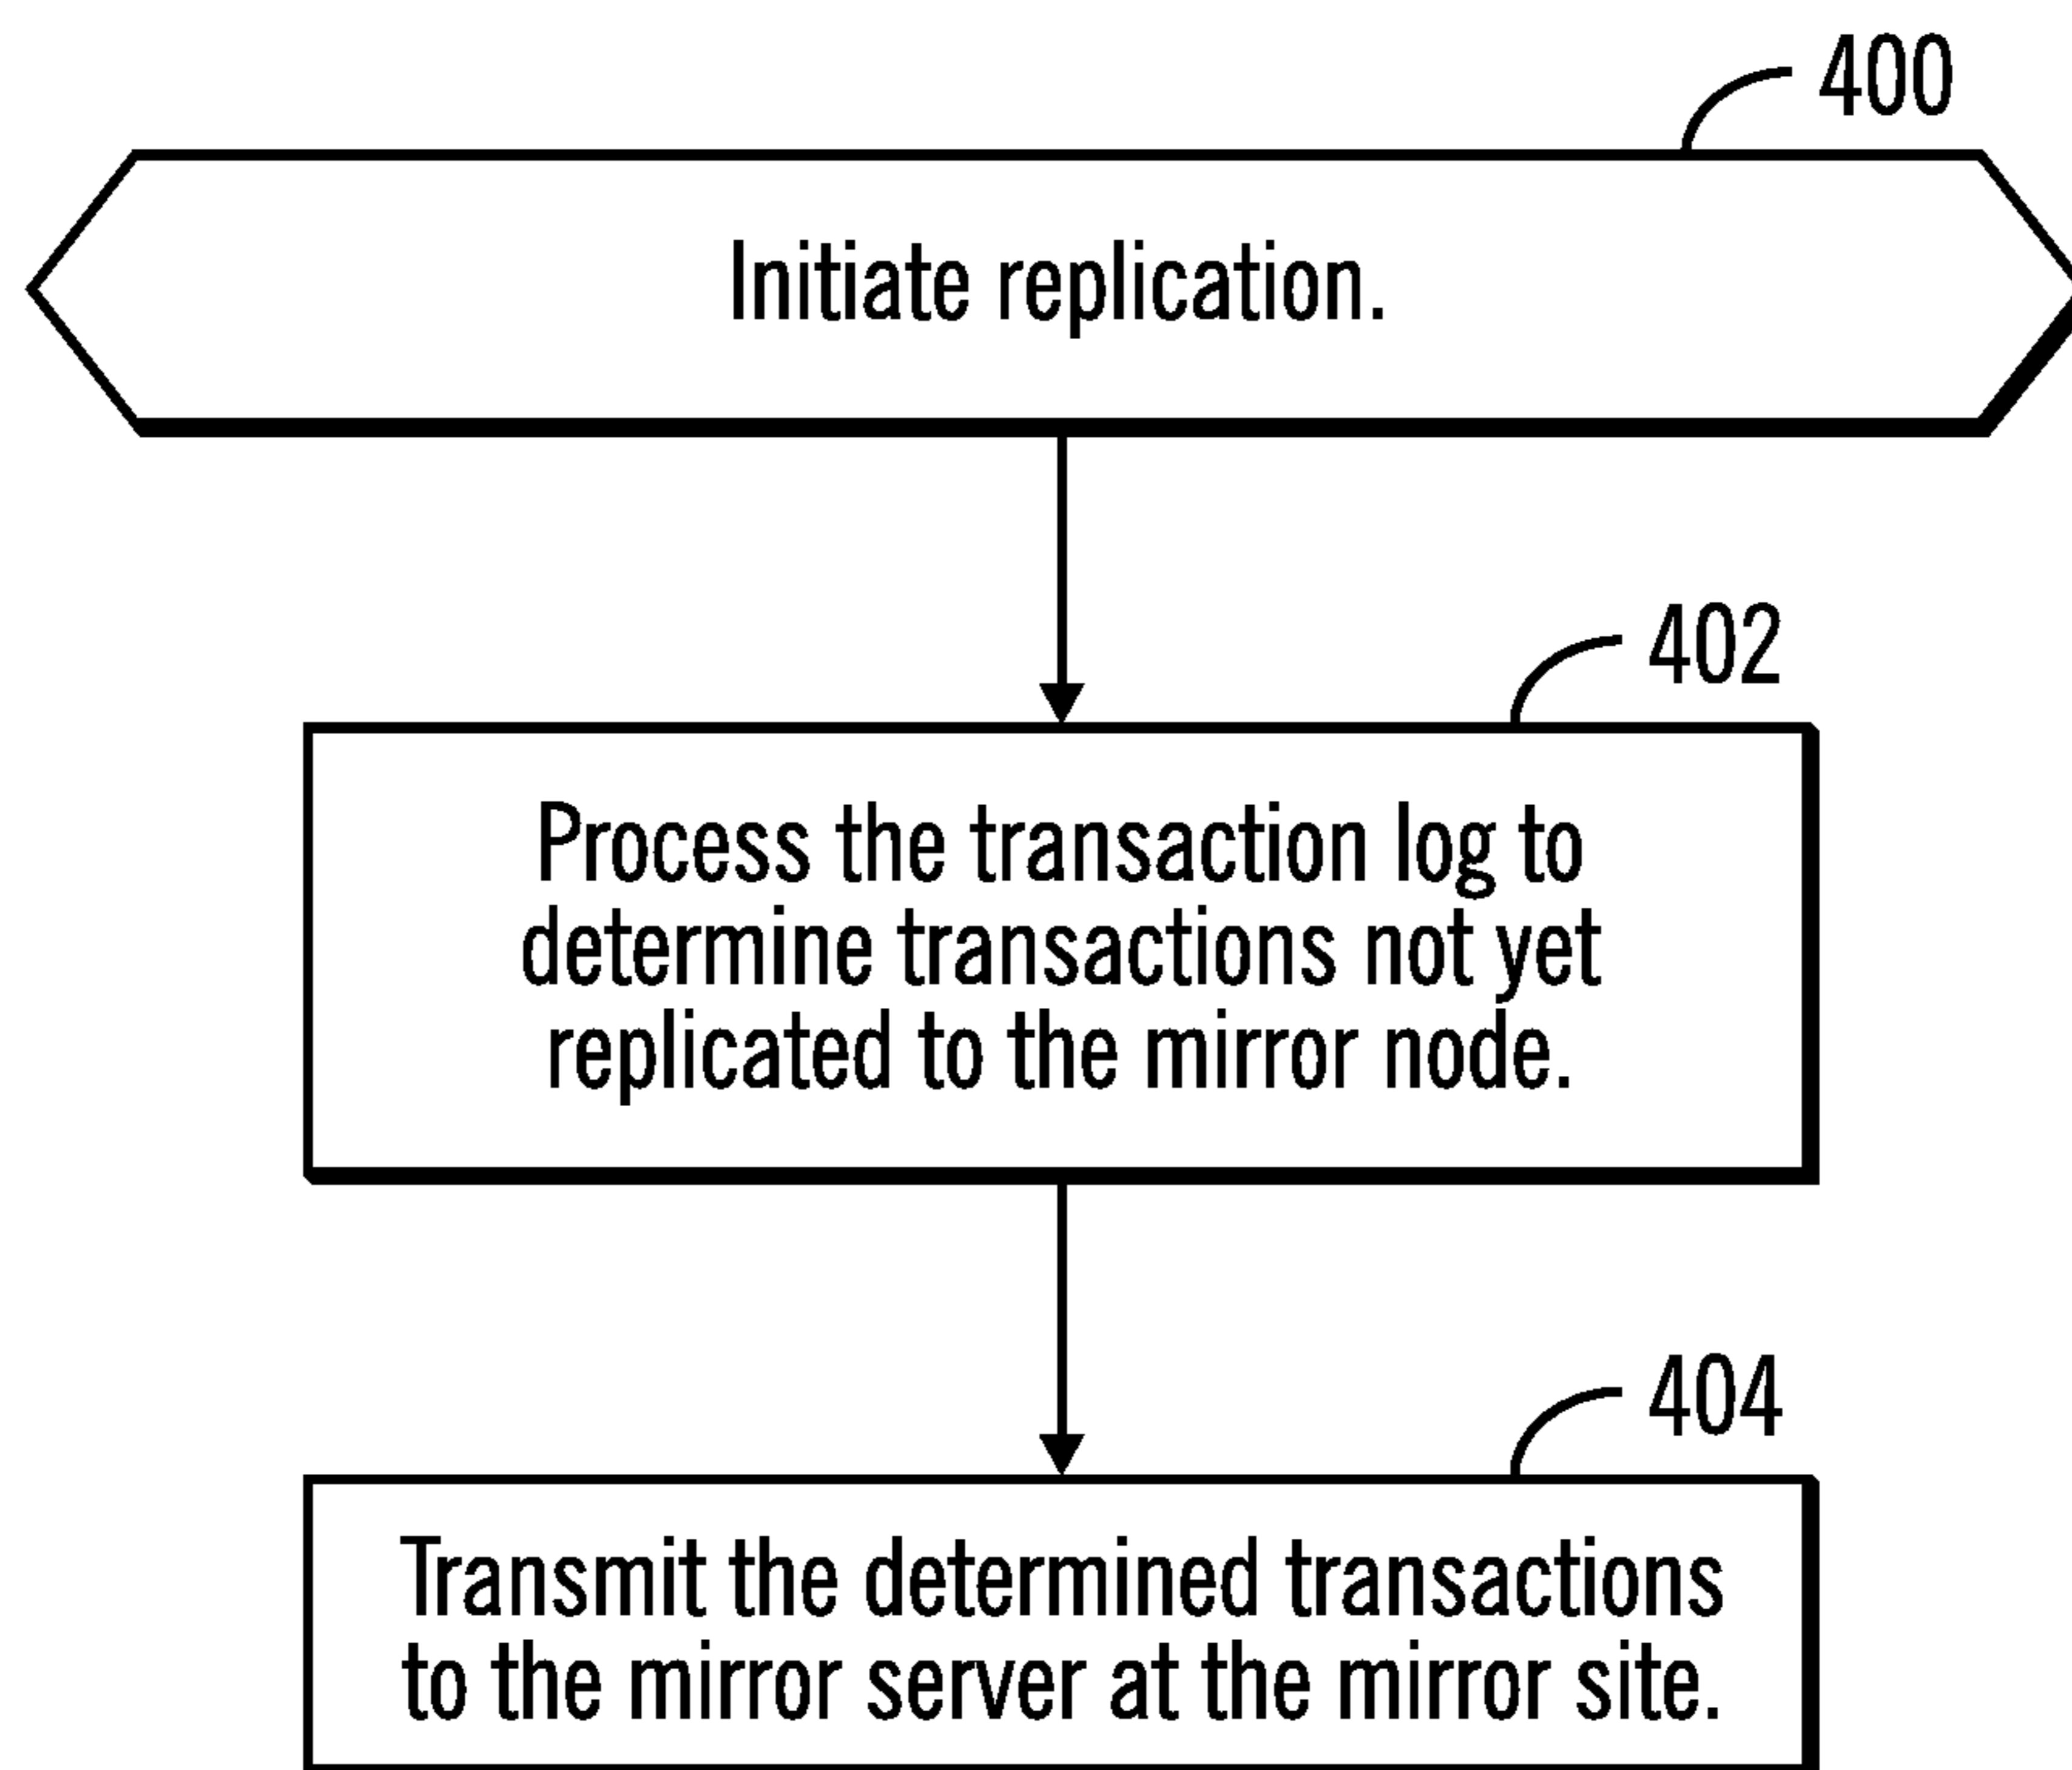 400
Initiate replication.
402
Process the transaction log to
determine transactions not yet
replicated to the mirror node.
404
Transmit the determined transactions
to the mirror server at the mirror site.